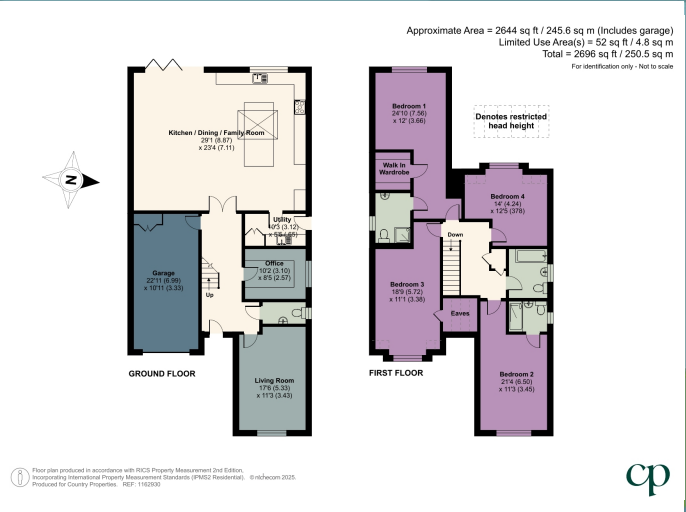 Approximate Area = 2644 sq ft / 245.6 sq m (Includes garage)
Limited Use Area(s) = 52 sq ft / 4.8 sq m
Total = 2696 sq ft / 250.5 sq m
For identification only - Not to scale
Denotes restricted
head height
N
Kitchen / Dining / Family Room
29'1 (8.87)
x 23'4 (7.11)
Utility
10'3 (3.12)
Garage
22'11 (6.99)
x 10'11 (3.33)
Office
10'2 (3.10)
x 8'5 (2.57)
Up
Living Room
17'6 (5.33)
x 11'3 (3.43)
GROUND FLOOR
Bedroom 1
24'10 (7.56)
x 12' (3.66)
Walk In
Wardrobe
Bedroom 4
14' (4.24)
x 12'5 (378)
Down
Bedroom 3
18'9 (5.72)
x 11'1 (3.38)
Eaves
Bedroom 2
21'4 (6.50)
x 11'3 (3.45)
FIRST FLOOR
Floor plan produced in accordance with RICS Property Measurement 2nd Edition,
Incorporating International Property Measurement Standards (IPMS2 Residential). © ntchecom 2025.
Produced for Country Properties. REF: 1162930
cp